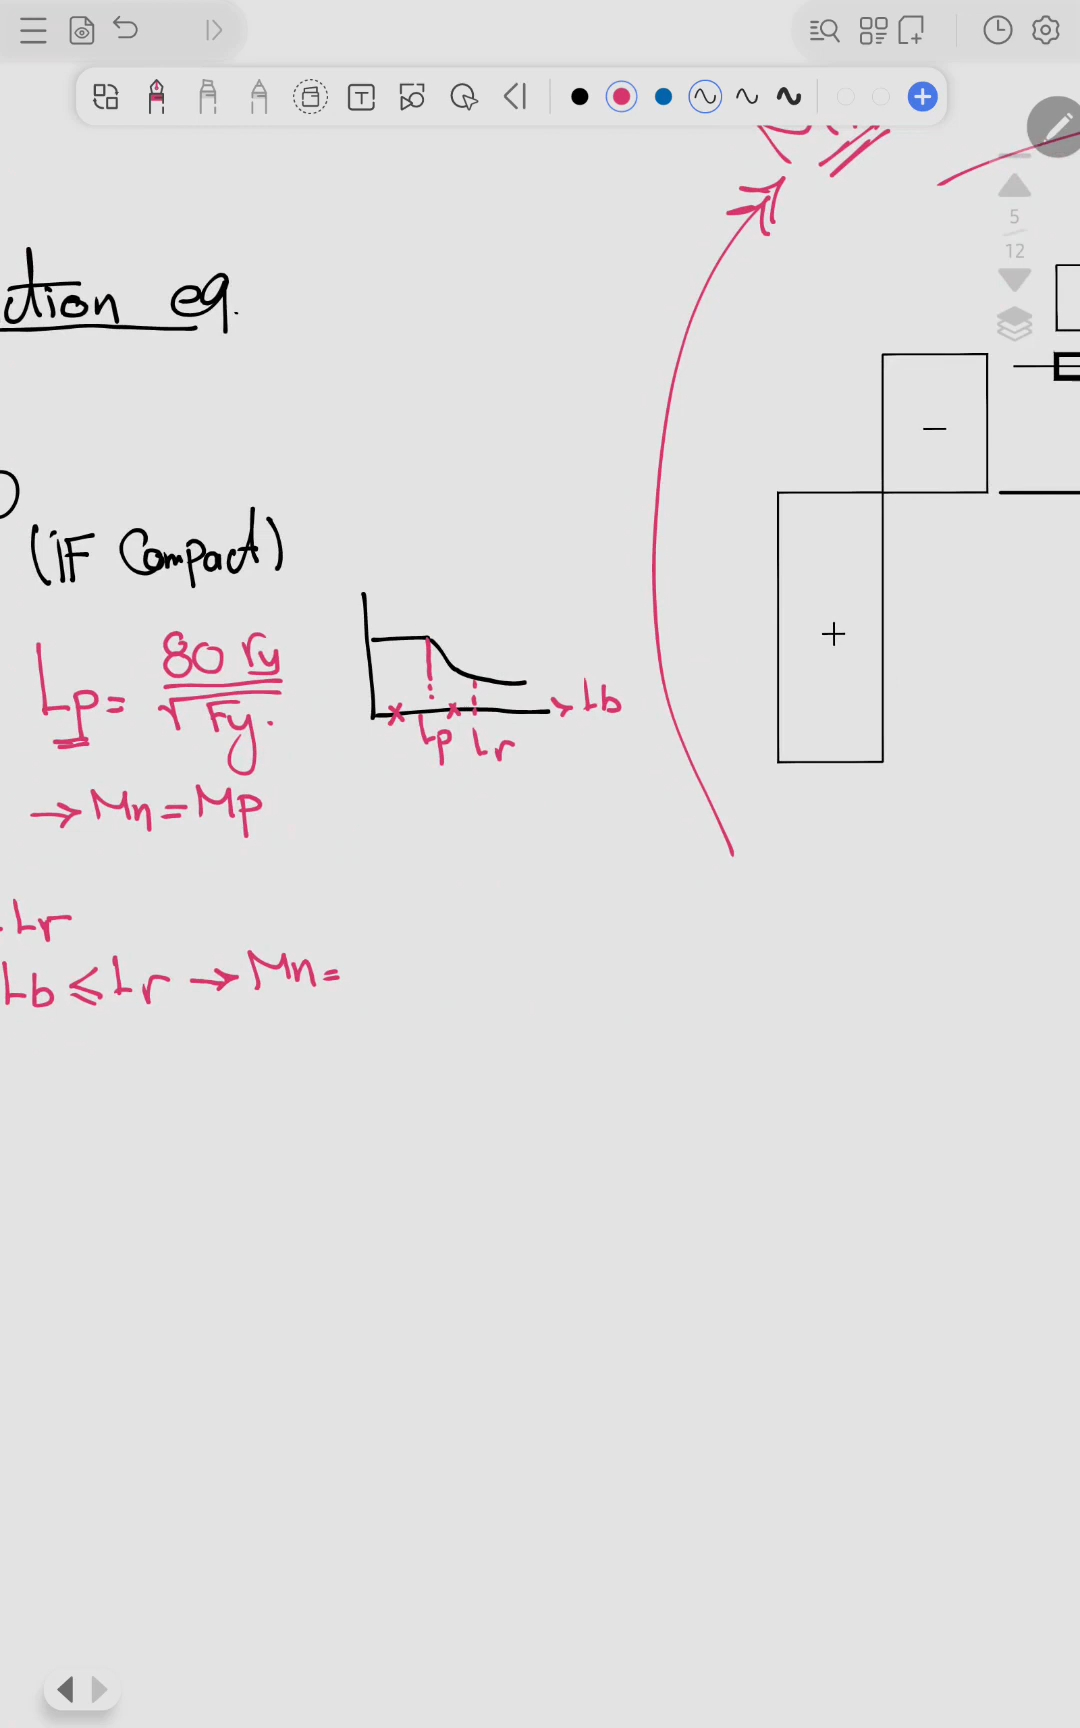 5
12
ction eq.
(IF Compact)
Lp = 80 ry / √Fy.
Lb
Lp Lr
→ Mn = Mp
Lr
Lb ≤ Lr → Mn =
−
+